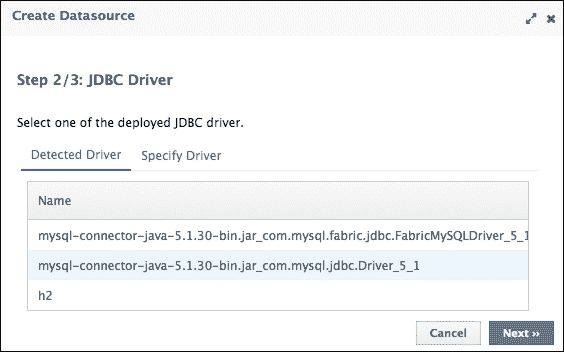 Create Datasource
Step 2/3: JDBC Driver
Select one of the deployed JDBC driver.
Detected Driver Specify Driver
Name
mysql-connector-java-5.1.30-bin.jar_com.mysql.fabric.jdbc.FabricMySQLDriver_5_1
mysql-connector-java-5.1.30-bin.jar_com.mysql.jdbc.Driver_5_1
h2
Cancel Next »